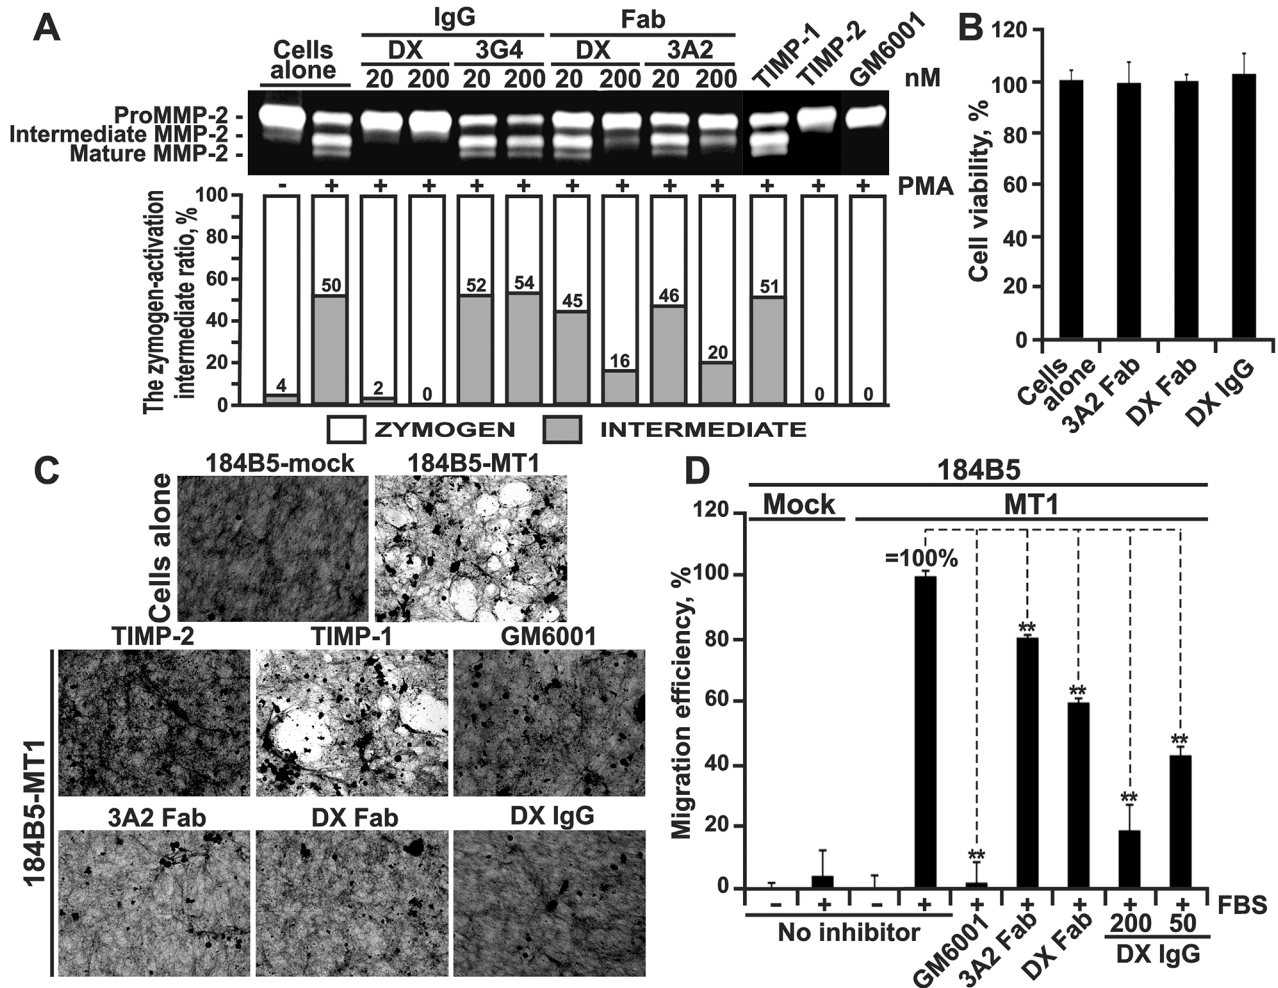 A
IgG
Fab
Cells alone
DX
3G4
DX
3A2
TIMP-1
TIMP-2
GM6001
20 200 20 200 20 200 20 200
nM
ProMMP-2 -
Intermediate MMP-2 -
Mature MMP-2 -
- + + + + + + + + + + + +
PMA
The zymogen-activation
intermediate ratio, %
100
80
60
40
20
0
4 50 2 0 52 54 45 16 46 20 51 0 0
ZYMOGEN
INTERMEDIATE
B
Cell viability, %
120
100
80
60
40
20
0
Cells alone
3A2 Fab
DX Fab
DX IgG
C
184B5-mock
184B5-MT1
Cells alone
TIMP-2
TIMP-1
GM6001
184B5-MT1
3A2 Fab
DX Fab
DX IgG
D
184B5
Mock
MT1
Migration efficiency, %
120
100
80
60
40
20
0
=100%
**
**
**
**
**
- + - + + + + + +
FBS
No inhibitor
GM6001
3A2 Fab
DX Fab
200 50
DX IgG